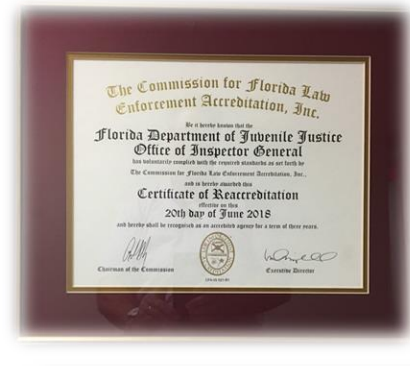 The Commission for Florida Law
Enforcement Accreditation, Inc.
Be it hereby known that the
Florida Department of Juvenile Justice
Office of Inspector General
has voluntarily complied with the required standards as set forth by
The Commission for Florida Law Enforcement Accreditation, Inc.,
and is hereby awarded this
Certificate of Reaccreditation
effective on this
20th day of June 2018
and hereby shall be recognized as an accredited agency for a term of three years.
Chairman of the Commission
Executive Director